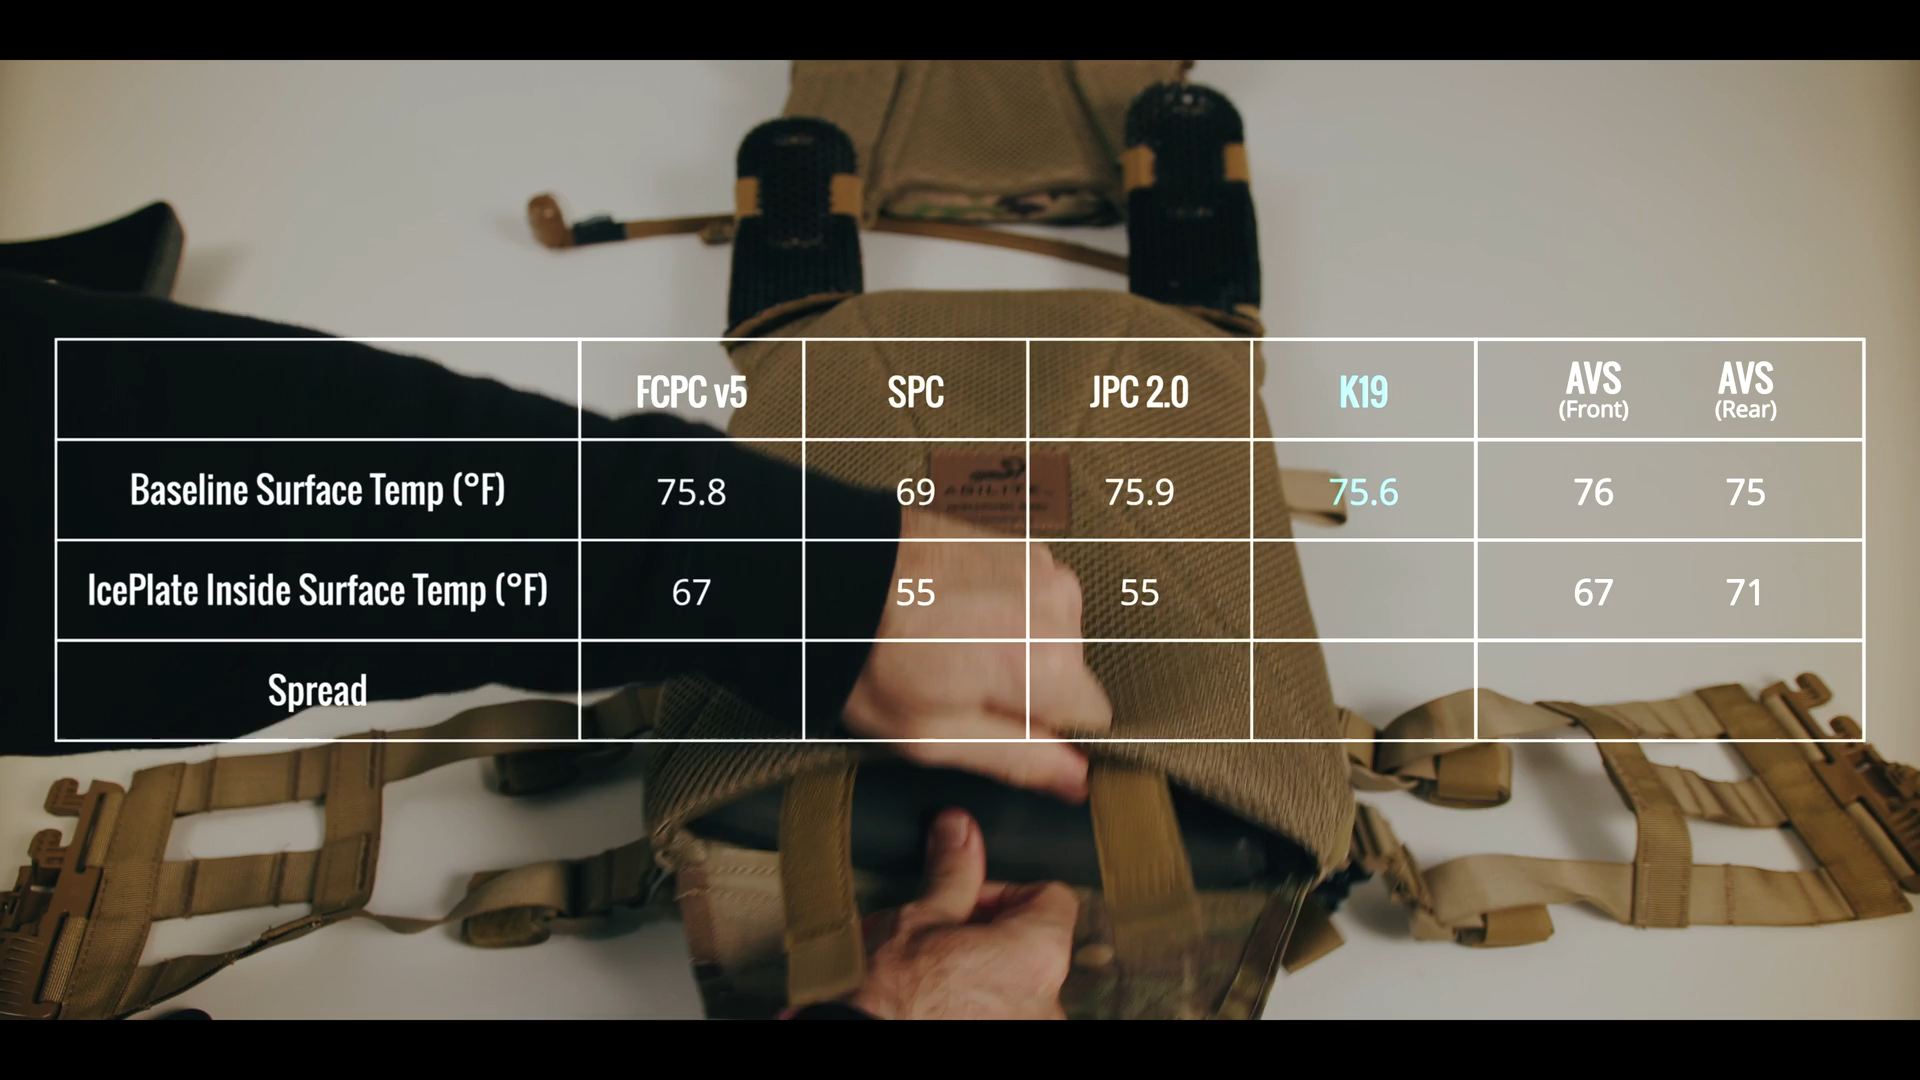 FCPC v5
SPC
JPC 2.0
K19
AVS
(Front)
AVS
(Rear)
Baseline Surface Temp (°F)
75.8
69
75.9
75.6
76
75
IcePlate Inside Surface Temp (°F)
67
55
55
67
71
Spread